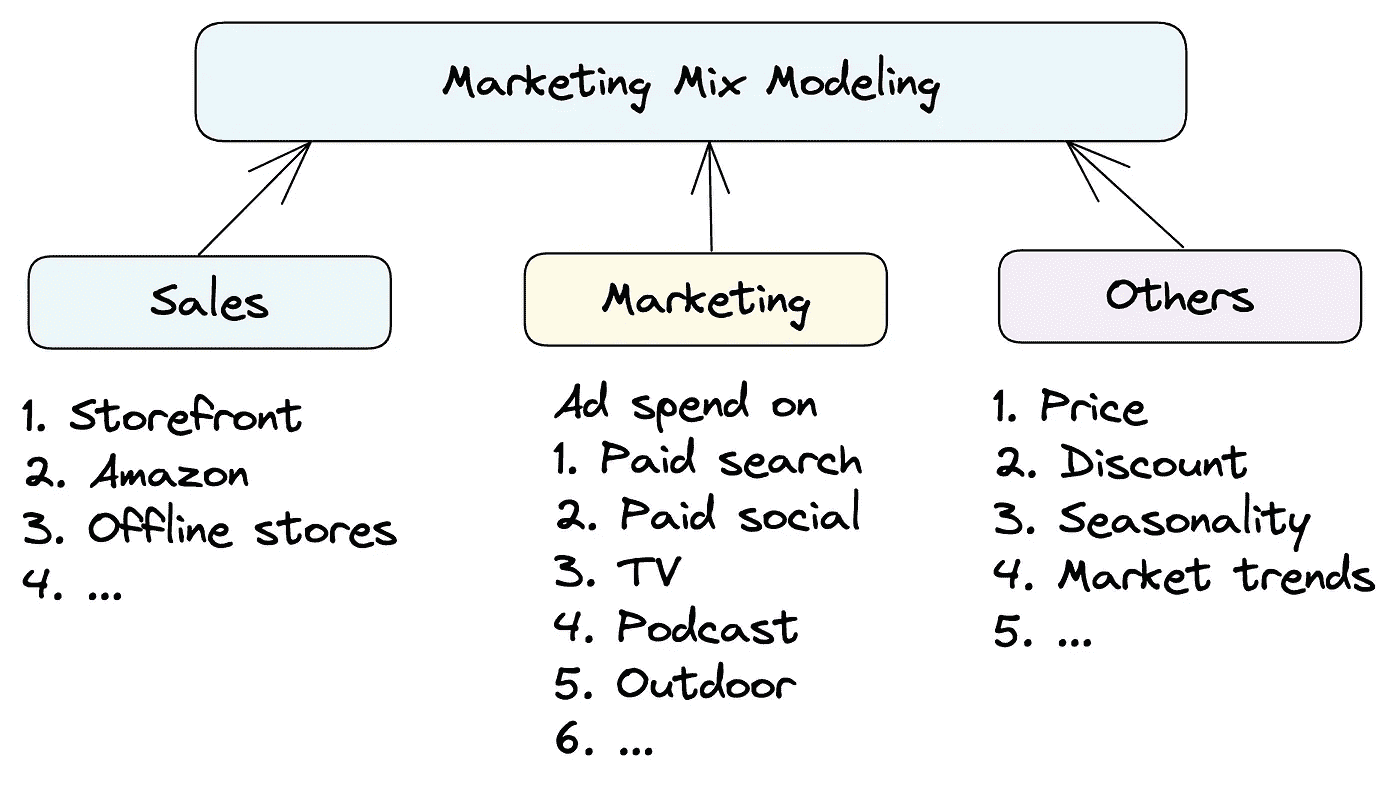 Marketing Mix Modeling
Sales
1. Storefront
2. Amazon
3. Offline stores
4. ...
Marketing
Ad spend on
1. Paid search
2. Paid social
3. TV
4. Podcast
5. Outdoor
6. ...
Others
1. Price
2. Discount
3. Seasonality
4. Market trends
5. ...